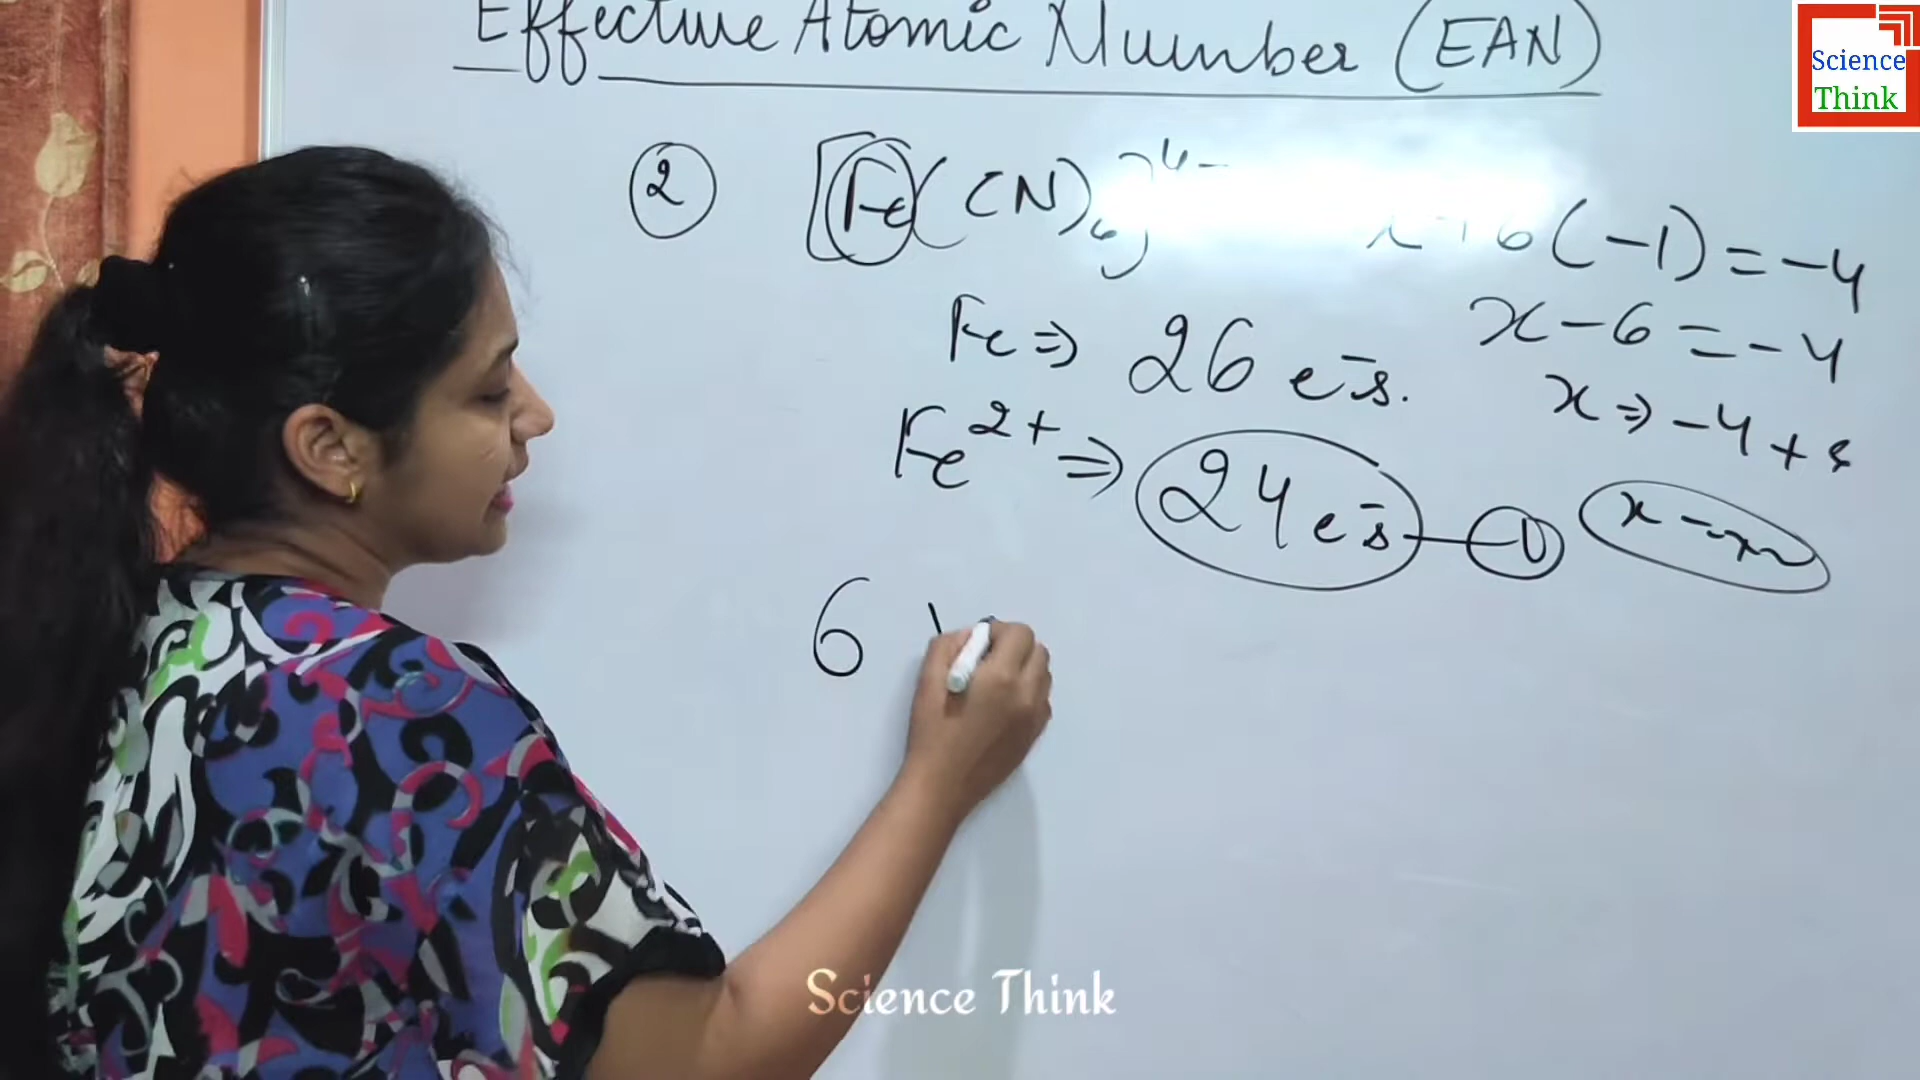 Effective Atomic Number (EAN)
Science
Think
② [Fe(CN)₆]⁴⁻
x+6(-1) = -4
Fe ⇒ 26 e⁻s.
x - 6 = -4
x ⇒ -4 +
Fe²⁺ ⇒ 24 e⁻s — ①
6
Science Think